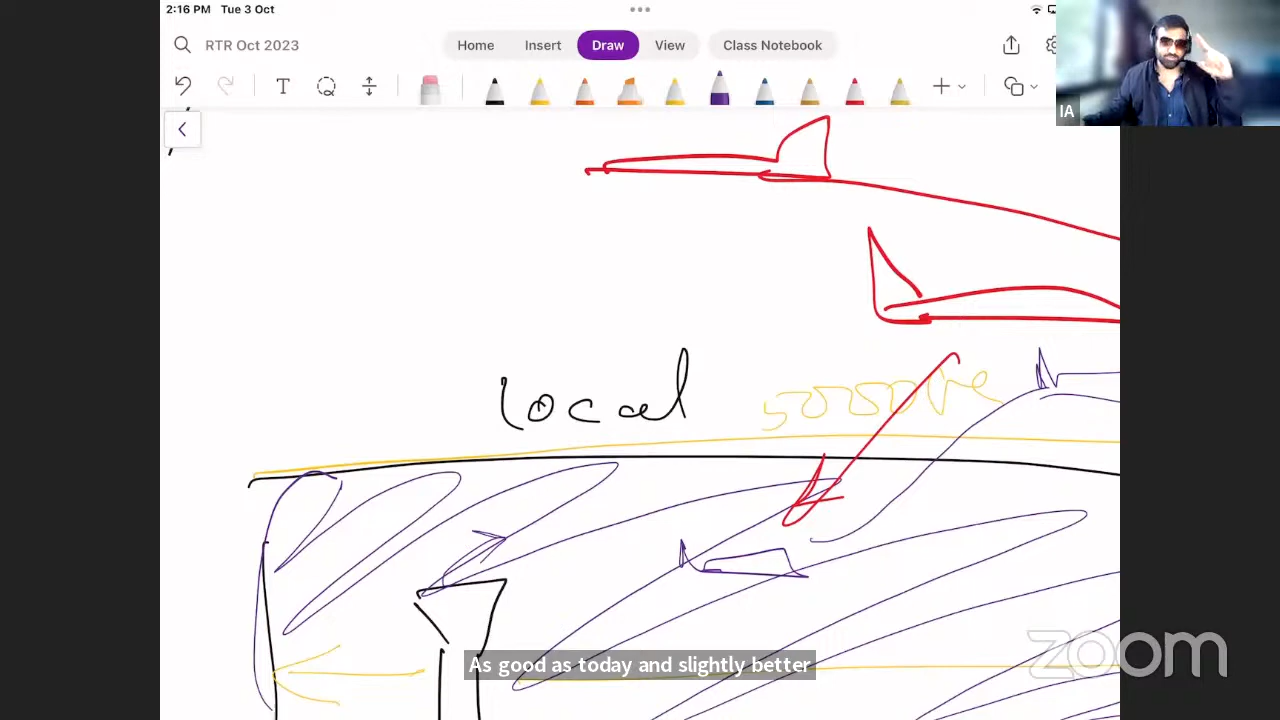 2:16 PM Tue 3 Oct
RTR Oct 2023
Home Insert Draw View Class Notebook
T
IA
local
zoom
As good as today and slightly better